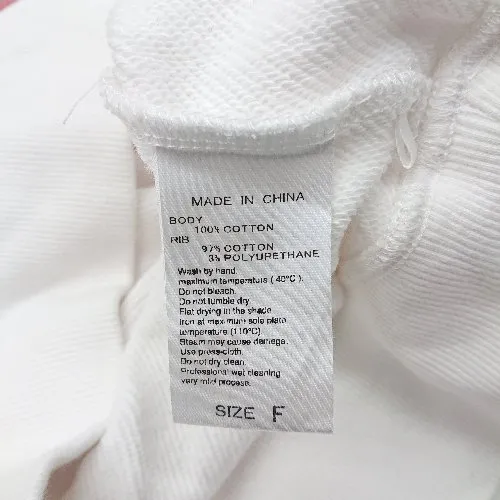 MADE IN CHINA
BODY
100% COTTON
RIB
97% COTTON
3% POLYURETHANE
Wash by hand,
maximum temperature ( 40°C ).
Do not bleach.
Do not tumble dry.
Flat drying in the shade
Iron at maximum sole plate
temperature (110°C).
Steam may cause damage.
Use press-cloth.
Do not dry clean.
Professional wet cleaning
very mild process.
SIZE F